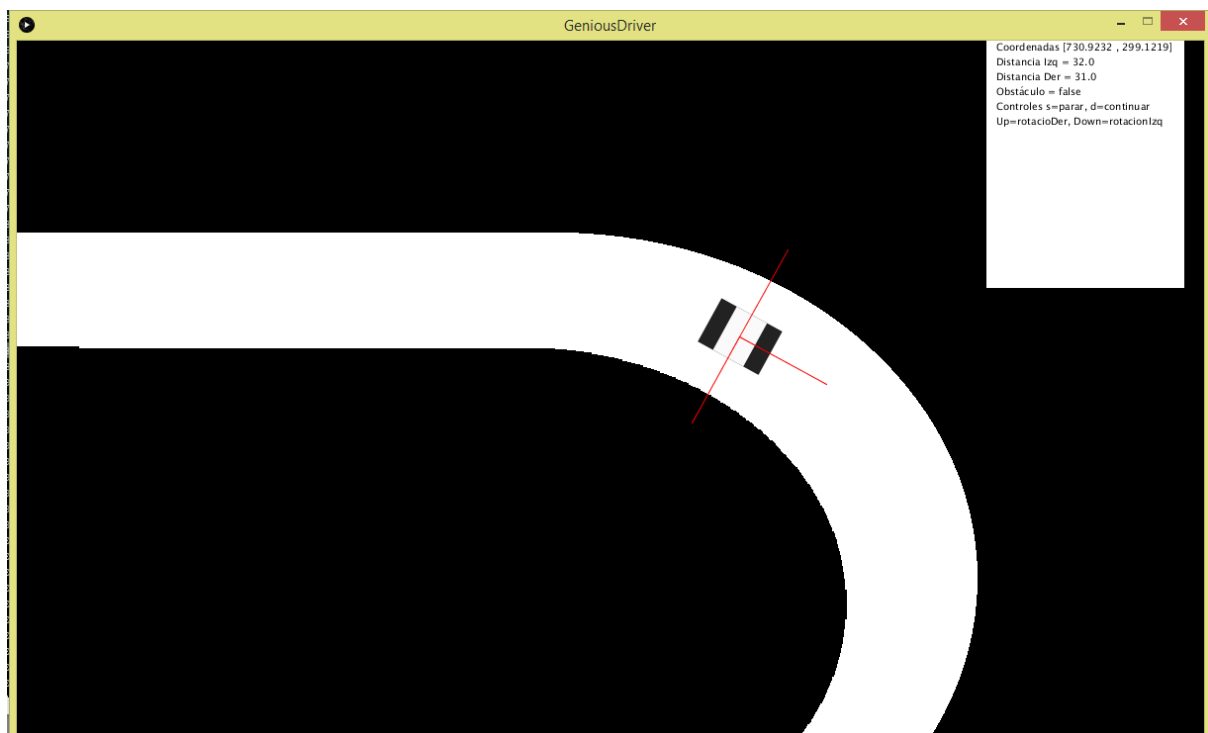 GeniousDriver
Coordenadas [730.9232 , 299.1219]
Distancia Izq = 32.0
Distancia Der = 31.0
Obstáculo = false
Controles s=parar, d=continuar
Up=rotacioDer, Down=rotacionIzq